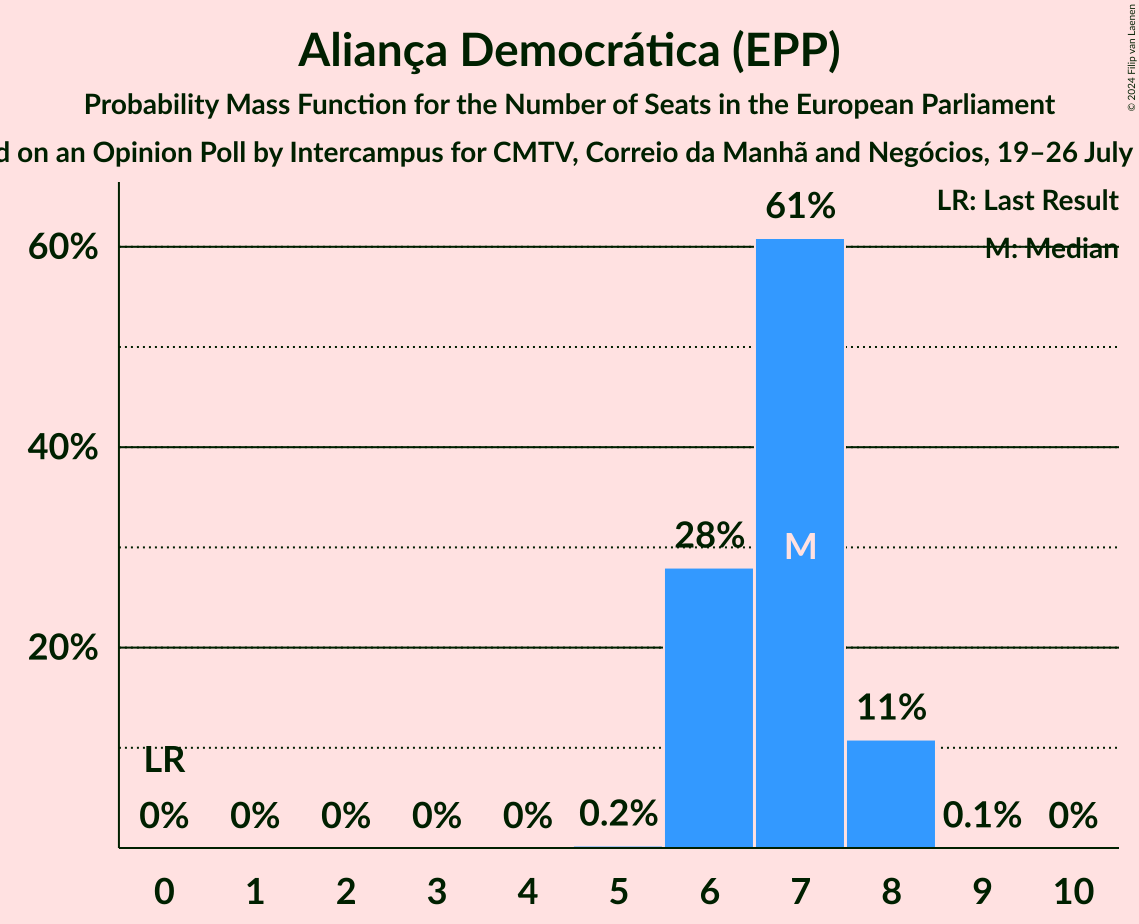 Aliança Democrática (EPP)
Probability Mass Function for the Number of Seats in the European Parliament
on an Opinion Poll by Intercampus for CMTV, Correio da Manhã and Negócios, 19–26 July
© 2024 Filip van Laenen
LR: Last Result
M: Median
61%
60%
40%
28%
M
20%
11%
LR
0% 0% 0% 0% 0% 0.2% 0.1% 0%
0 1 2 3 4 5 6 7 8 9 10